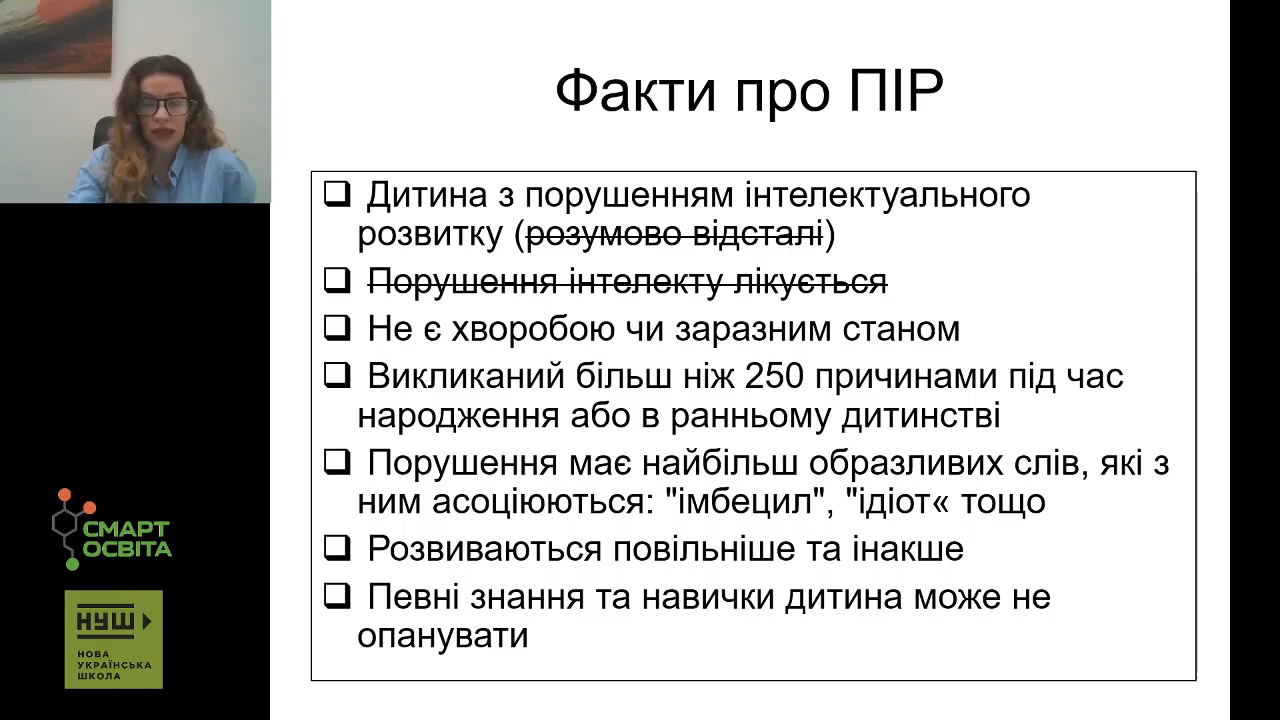 Факти про ПІР
❑ Дитина з порушенням інтелектуального
розвитку (розумово відсталі)
❑ Порушення інтелекту лікується
❑ Не є хворобою чи заразним станом
❑ Викликаний більш ніж 250 причинами під час
народження або в ранньому дитинстві
❑ Порушення має найбільш образливих слів, які з
ним асоціюються: "імбецил", "ідіот« тощо
❑ Розвиваються повільніше та інакше
❑ Певні знання та навички дитина може не
опанувати
СМАРТ
ОСВІТА
НУШ
НОВА
УКРАЇНСЬКА
ШКОЛА